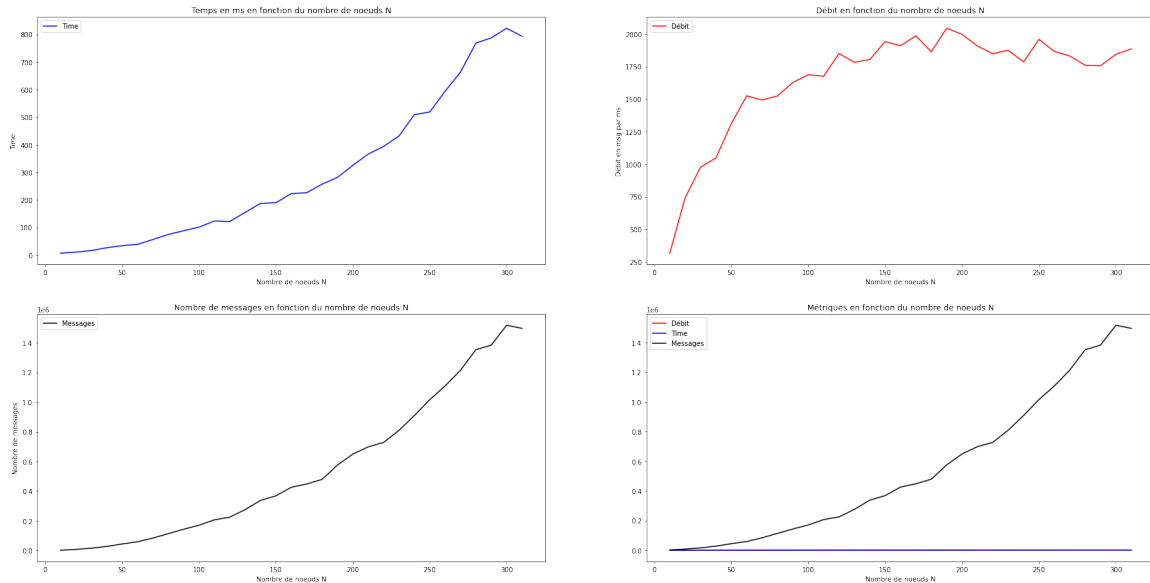 Temps en ms en fonction du nombre de noeuds N
Time
800
600
400
200
0
Time
0 50 100 150 200 250 300
Nombre de noeuds N
Débit en fonction du nombre de noeuds N
Débit
2000
1750
1500
1250
1000
750
500
250
Débit en msg par ms
0 50 100 150 200 250 300
Nombre de noeuds N
Nombre de messages en fonction du nombre de noeuds N
1e6
Messages
1.4
1.2
1.0
0.8
0.6
0.4
0.2
0.0
Nombre de messages
0 50 100 150 200 250 300
Nombre de noeuds N
Métriques en fonction du nombre de noeuds N
1e6
Débit
Time
Messages
1.4
1.2
1.0
0.8
0.6
0.4
0.2
0.0
0 50 100 150 200 250 300
Nombre de noeuds N